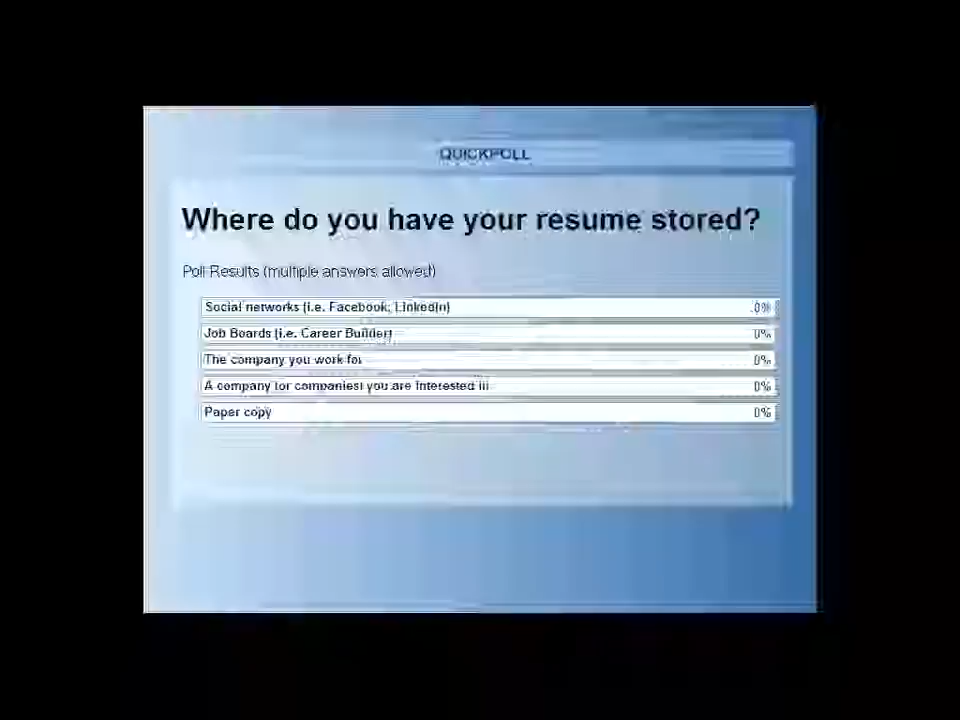 QUICKPOLL
Where do you have your resume stored?
Poll Results (multiple answers allowed)
Social networks (i.e. Facebook, LinkedIn) 0%
Job Boards (i.e. Career Builder) 0%
The company you work for 0%
A company (or companies) you are interested in 0%
Paper copy 0%